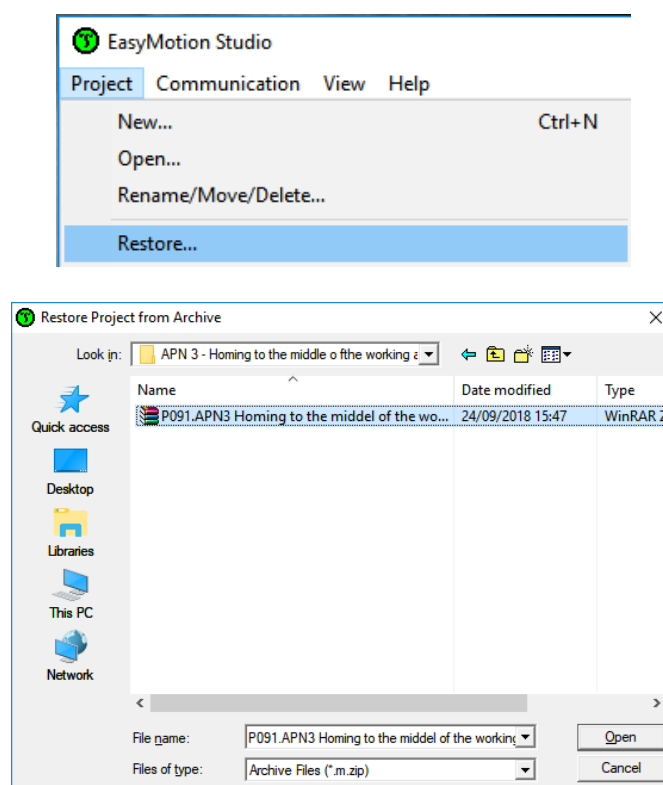 EasyMotion Studio
Project Communication View Help
New... Ctrl+N
Open...
Rename/Move/Delete...
Restore...
Restore Project from Archive
Look in: APN 3 - Homing to the middle o fthe working
Name Date modified Type
P091.APN3 Homing to the middel of the wo... 24/09/2018 15:47 WinRAR
Quick access
Desktop
Libraries
This PC
Network
File name: P091.APN3 Homing to the middel of the working Open
Files of type: Archive Files (*.m.zip) Cancel